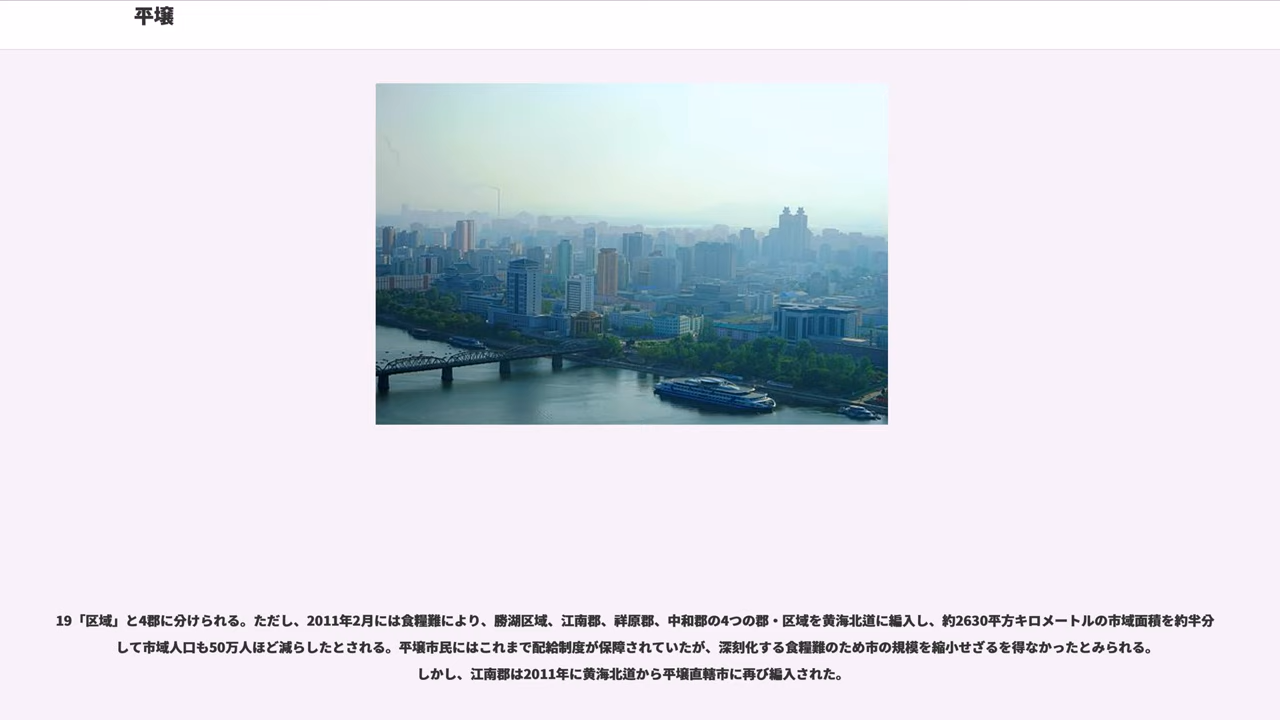 平壌
19「区域」と4郡に分けられる。ただし、2011年2月には食糧難により、勝湖区域、江南郡、祥原郡、中和郡の4つの郡・区域を黄海北道に編入し、約2630平方キロメートルの市域面積を約半分
して市域人口も50万人ほど減らしたとされる。平壌市民にはこれまで配給制度が保障されていたが、深刻化する食糧難のため市の規模を縮小せざるを得なかったとみられる。
しかし、江南郡は2011年に黄海北道から平壌直轄市に再び編入された。